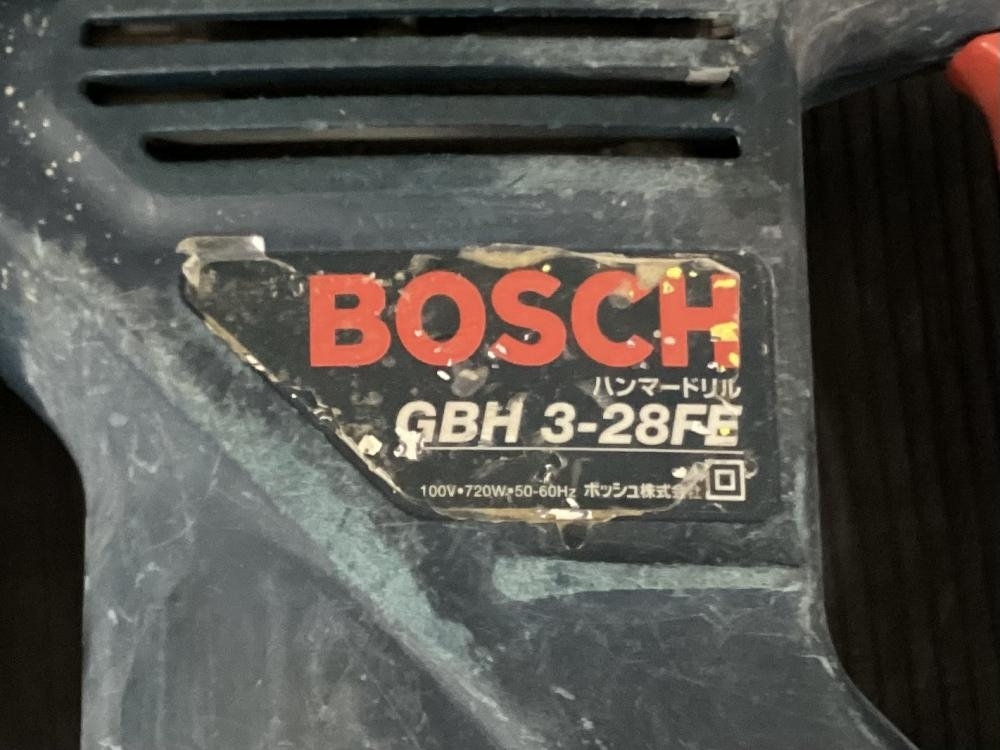 BOSCH
ハンマードリル
GBH 3-28FE
100V•720W•50-60Hz ボッシュ株式会社